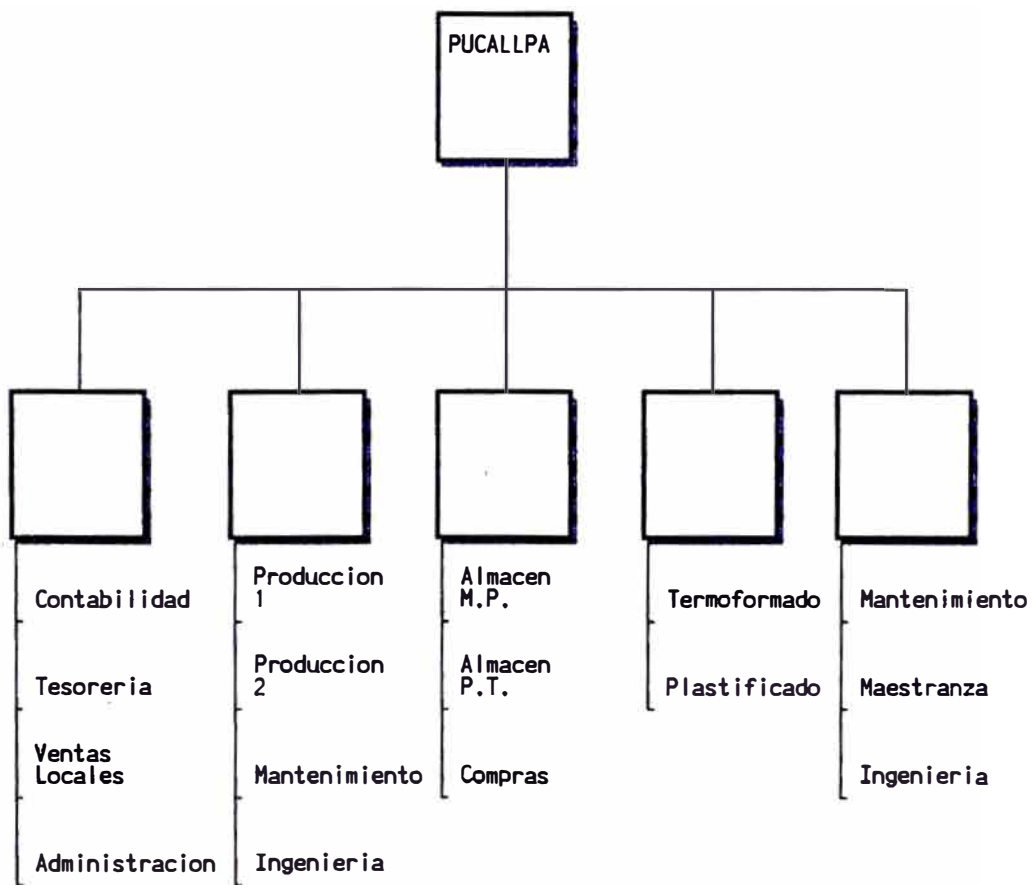 PUCALLPA
Contabilidad
Tesoreria
Ventas
Locales
Administracion
Produccion
1
Produccion
2
Mantenimiento
Ingenieria
Almacen
M.P.
Almacen
P.T.
Compras
Termoformado
Plastificado
Mantenimiento
Maestranza
Ingenieria